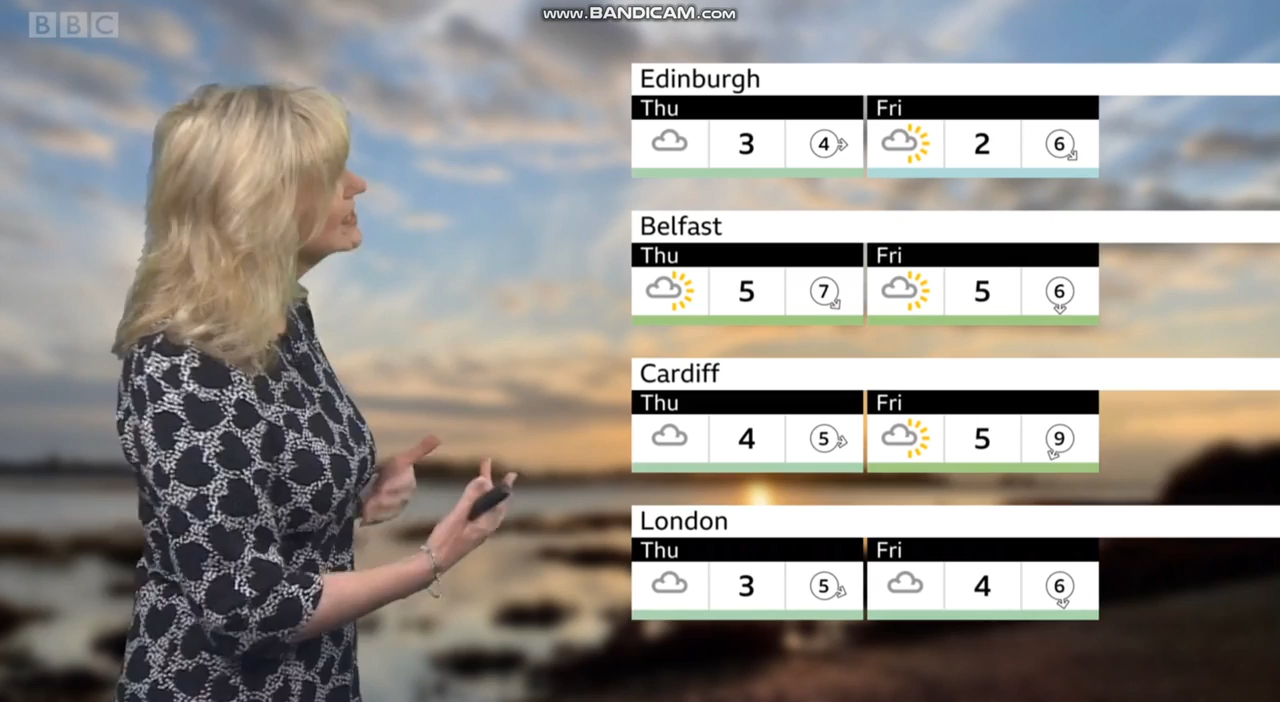 BBC
www.BANDICAM.com
Edinburgh
Thu Fri
3 4 2 6
Belfast
Thu Fri
5 7 5 6
Cardiff
Thu Fri
4 5 5 9
London
Thu Fri
3 5 4 6